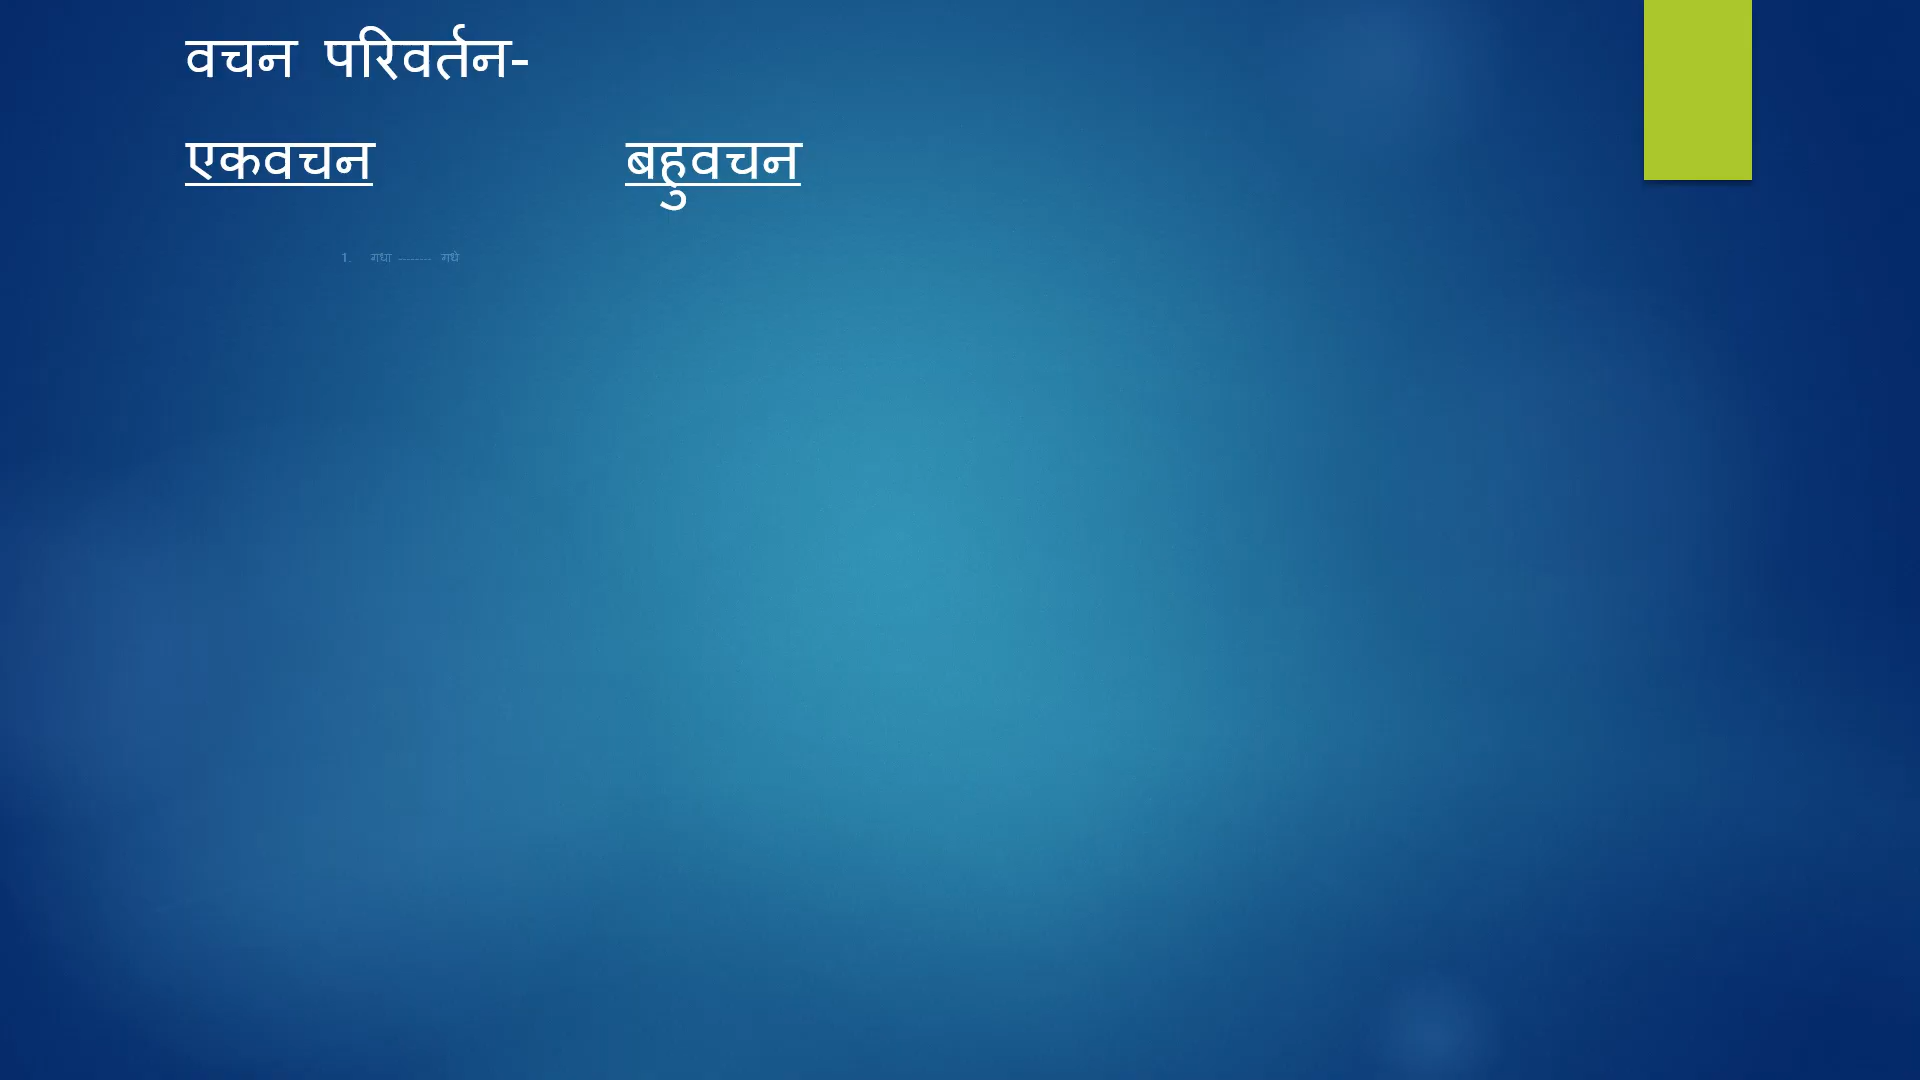 वचन परिवर्तन-
एकवचन बहुवचन
1. गधा -------- गधे